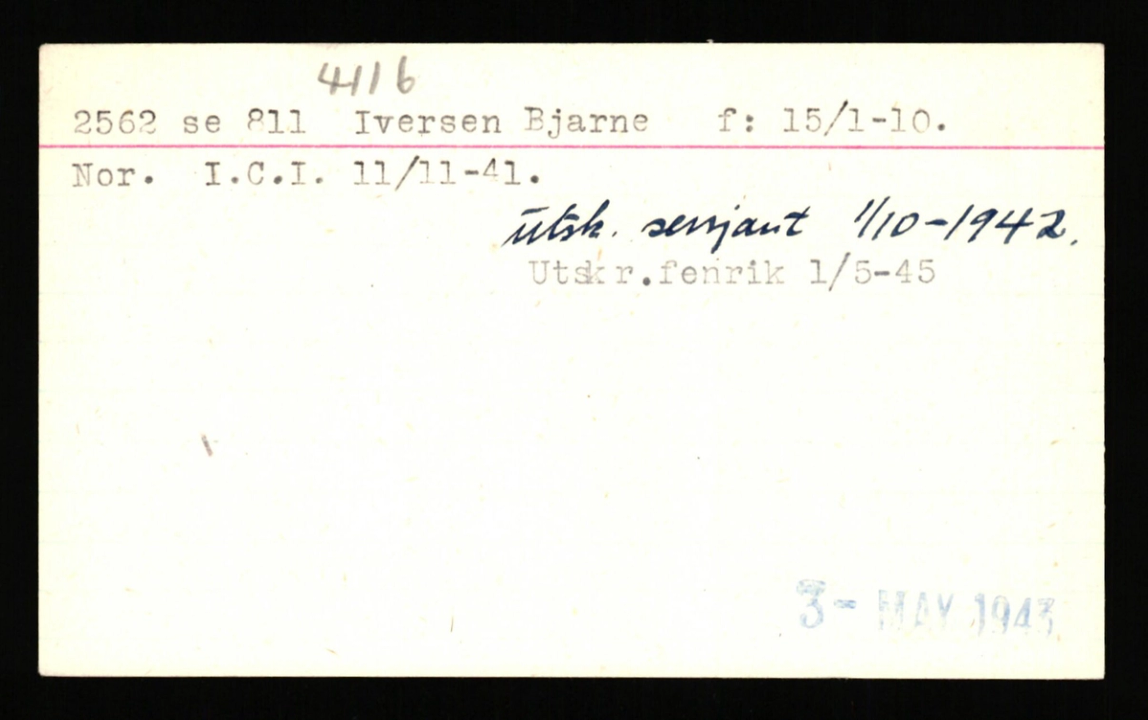 4116
2562 se 811 Iversen Bjarne f: 15/1-10.
Nor. I.C.I. 11/11-41.
Utsk. sersjant 1/10-1942.
Utskr.fenrik 1/5-45
3- MAY 1943